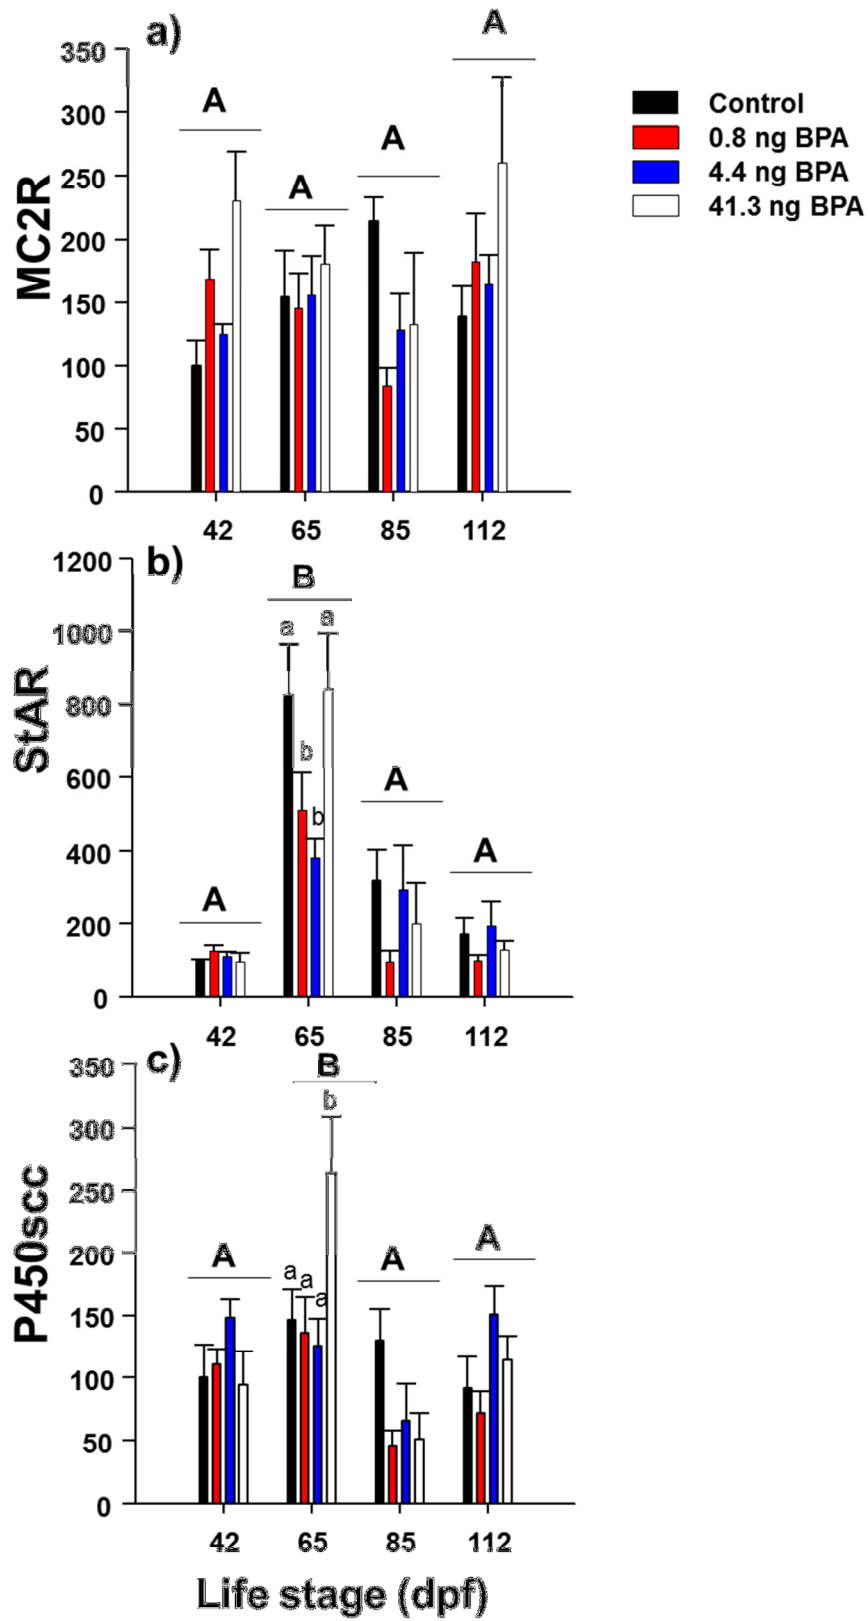 a)
A
350
300
250
200
150
100
50
0
MC2R
A
A
A
42 65 85 112
Control
0.8 ng BPA
4.4 ng BPA
41.3 ng BPA
b)
1200
1000
800
600
400
200
0
StAR
B
a a
b
b
A
A
A
42 65 85 112
c)
350
300
250
200
150
100
50
0
P450scc
B
b
A
a a a
A
A
42 65 85 112
Life stage (dpf)